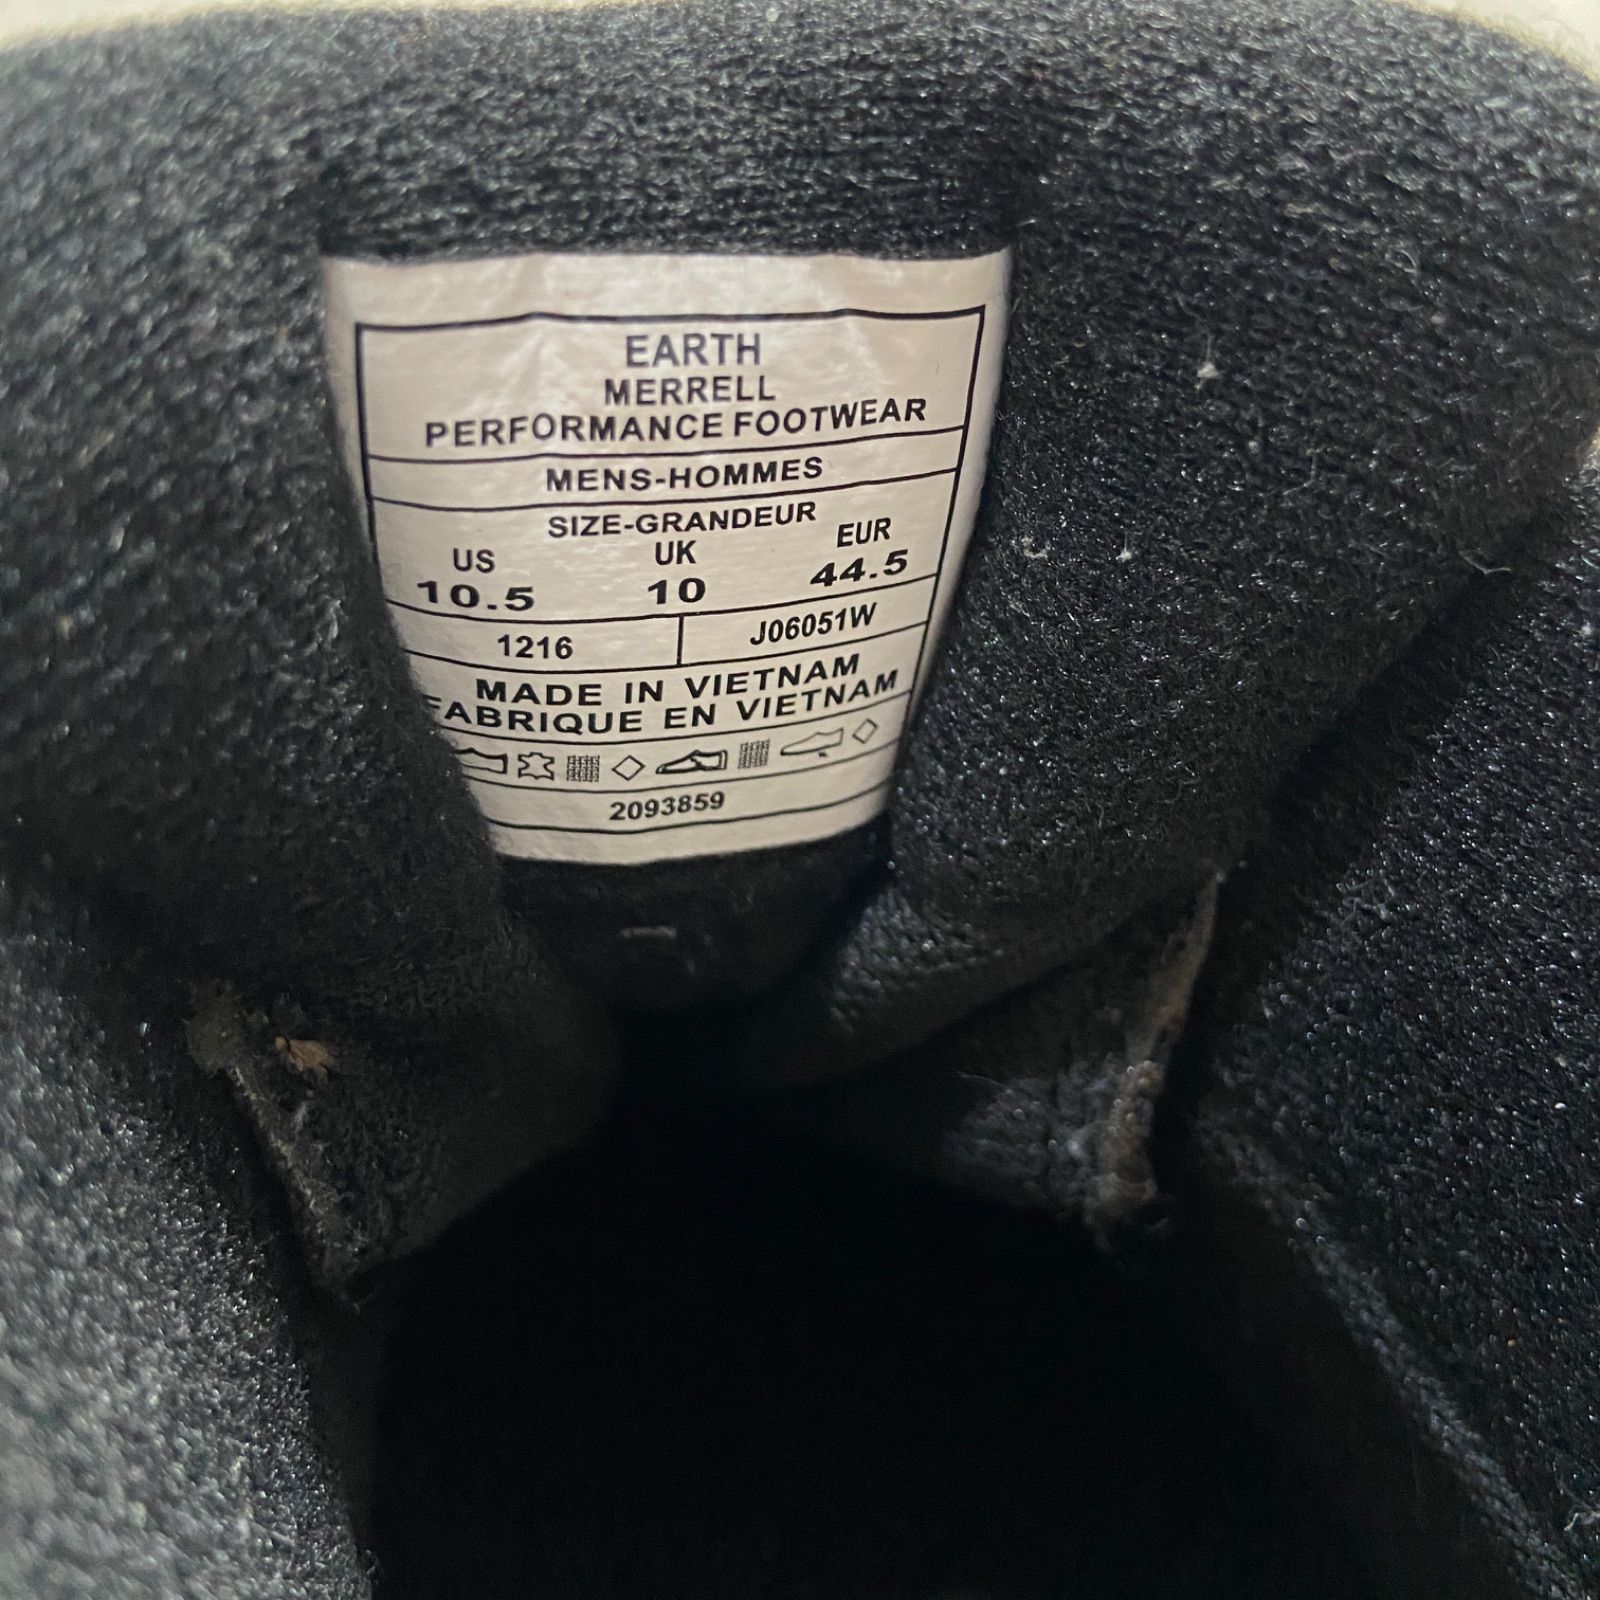 EARTH
MERRELL
PERFORMANCE FOOTWEAR
MENS-HOMMES
SIZE-GRANDEUR
US UK EUR
10.5 10 44.5
1216 J06051W
MADE IN VIETNAM
FABRIQUE EN VIETNAM
2093859